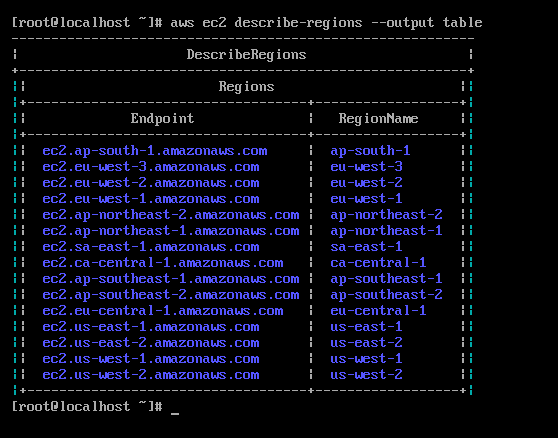 [root@localhost ~]# aws ec2 describe-regions --output table
DescribeRegions
Regions
Endpoint | RegionName
ec2.ap-south-1.amazonaws.com | ap-south-1
ec2.eu-west-3.amazonaws.com | eu-west-3
ec2.eu-west-2.amazonaws.com | eu-west-2
ec2.eu-west-1.amazonaws.com | eu-west-1
ec2.ap-northeast-2.amazonaws.com | ap-northeast-2
ec2.ap-northeast-1.amazonaws.com | ap-northeast-1
ec2.sa-east-1.amazonaws.com | sa-east-1
ec2.ca-central-1.amazonaws.com | ca-central-1
ec2.ap-southeast-1.amazonaws.com | ap-southeast-1
ec2.ap-southeast-2.amazonaws.com | ap-southeast-2
ec2.eu-central-1.amazonaws.com | eu-central-1
ec2.us-east-1.amazonaws.com | us-east-1
ec2.us-east-2.amazonaws.com | us-east-2
ec2.us-west-1.amazonaws.com | us-west-1
ec2.us-west-2.amazonaws.com | us-west-2
[root@localhost ~]# _